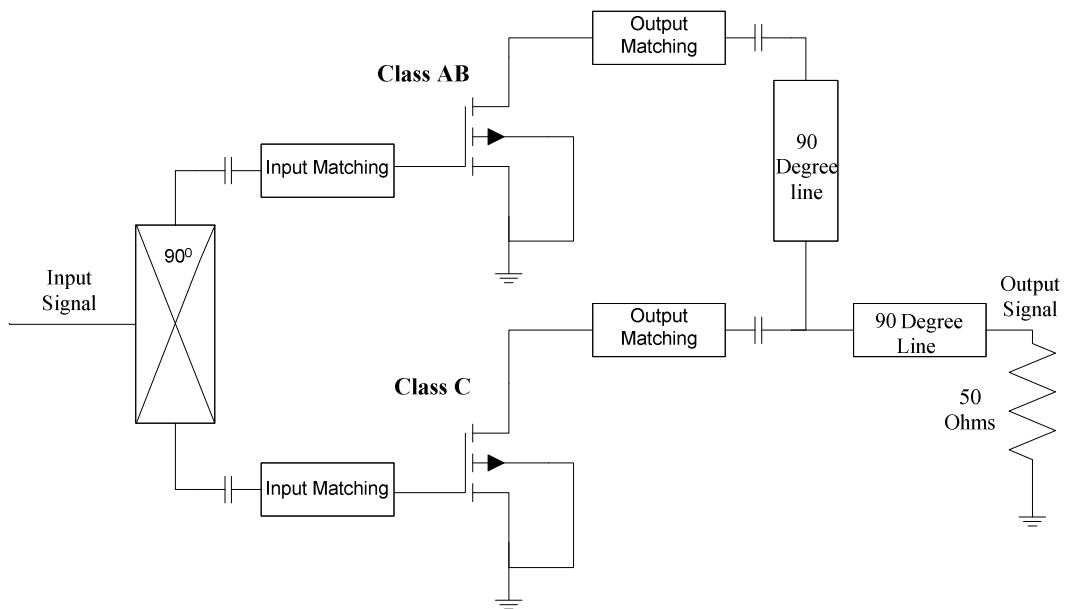 Output
Matching
Class AB
Input Matching
90
Degree
line
90⁰
Input
Signal
Output
Matching
90 Degree
Line
Output
Signal
Class C
50
Ohms
Input Matching